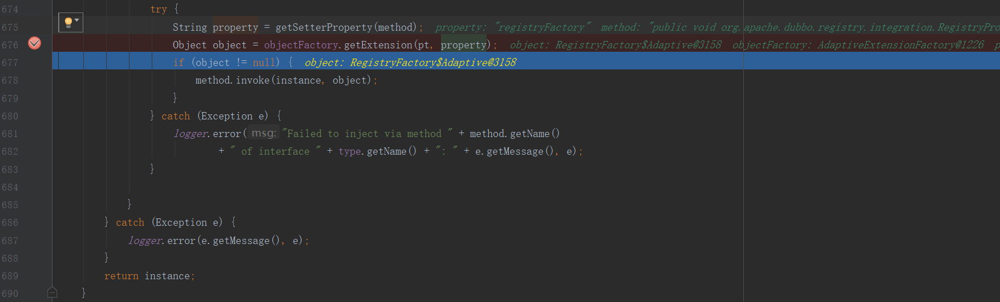 674 try {
675 String property = getSetterProperty(method); property: "registryFactory" method: "public void org.apache.dubbo.registry.integration.RegistryPro
676 Object object = objectFactory.getExtension(pt, property); object: RegistryFactory$Adaptive@3158 objectFactory: AdaptiveExtensionFactory@1226 p
677 if (object != null) { object: RegistryFactory$Adaptive@3158
678 method.invoke(instance, object);
679 }
680 } catch (Exception e) {
681 logger.error( msg: "Failed to inject via method " + method.getName()
682 + " of interface " + type.getName() + ": " + e.getMessage(), e);
683 }
684
685 }
686 } catch (Exception e) {
687 logger.error(e.getMessage(), e);
688 }
689 return instance;
690 }